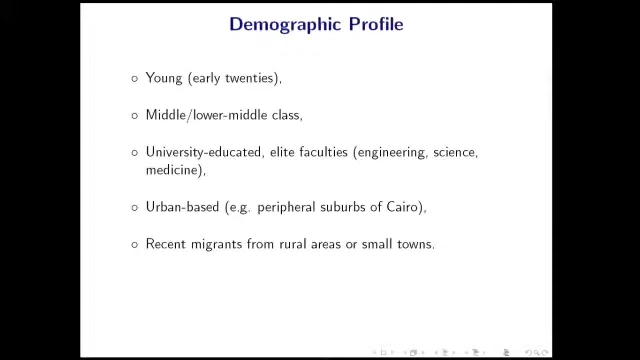 Demographic Profile
Young (early twenties),
Middle/lower-middle class,
University-educated, elite faculties (engineering, science,
medicine),
Urban-based (e.g. peripheral suburbs of Cairo),
Recent migrants from rural areas or small towns.